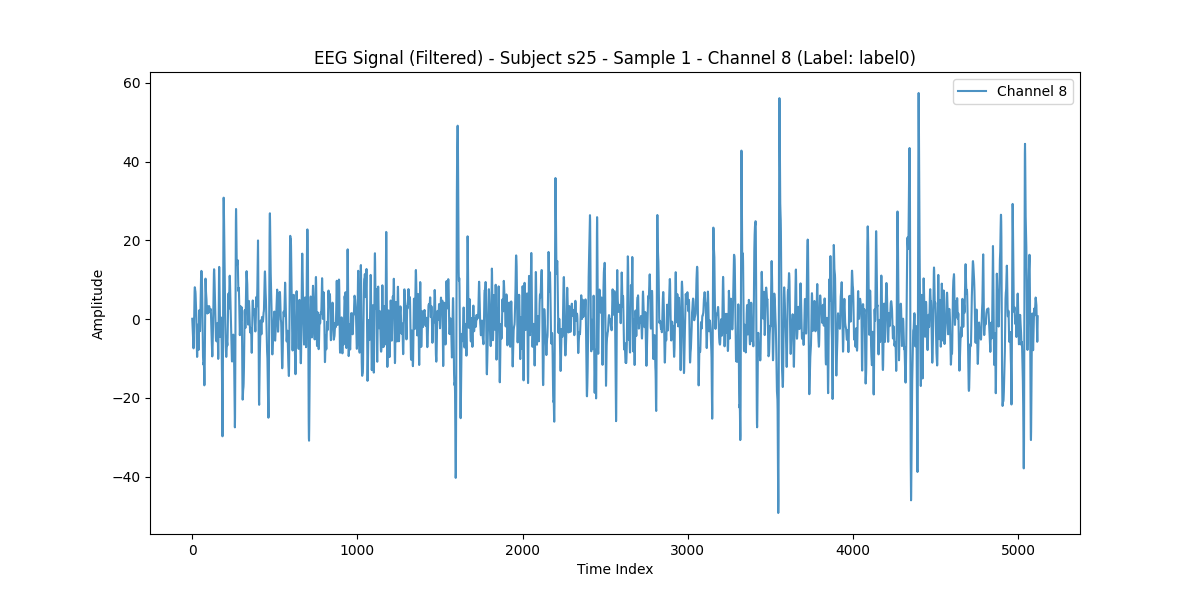 EEG Signal (Filtered) - Subject s25 - Sample 1 - Channel 8 (Label: label0)
Channel 8
60
40
20
0
−20
−40
Amplitude
0 1000 2000 3000 4000 5000
Time Index